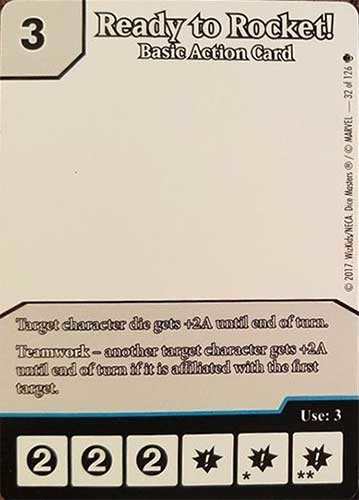 3
Ready to Rocket!
Basic Action Card
© 2017 WizKids/NECA. Dice Masters ® / © MARVEL — 32 of 126
Target character die gets +2A until end of turn.
Teamwork – another target character gets +2A
until end of turn if it is affiliated with the first
target.
Use: 3
2 2 2 ! ! !
* **